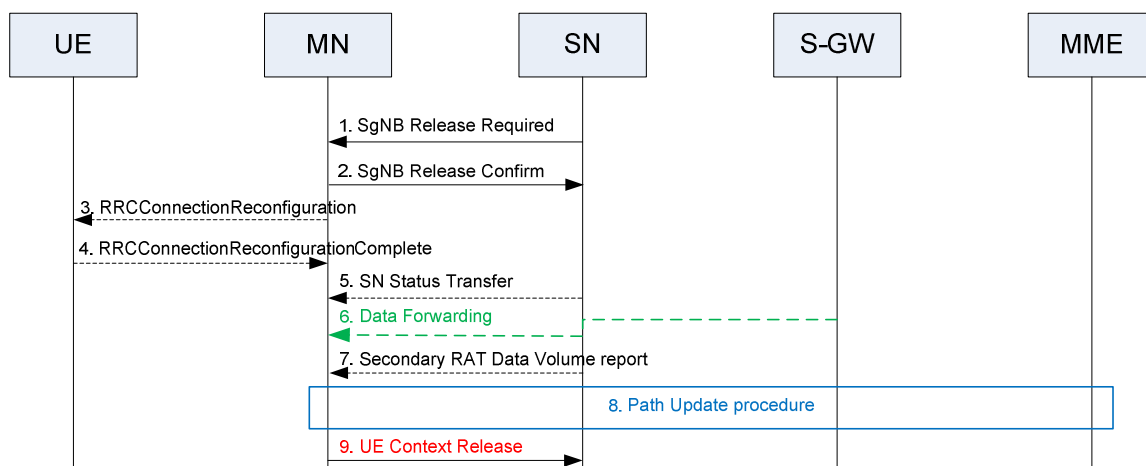 UE
MN
SN
S-GW
MME
1. SgNB Release Required
2. SgNB Release Confirm
3. RRCConnectionReconfiguration
4. RRCConnectionReconfigurationComplete
5. SN Status Transfer
6. Data Forwarding
7. Secondary RAT Data Volume report
8. Path Update procedure
9. UE Context Release